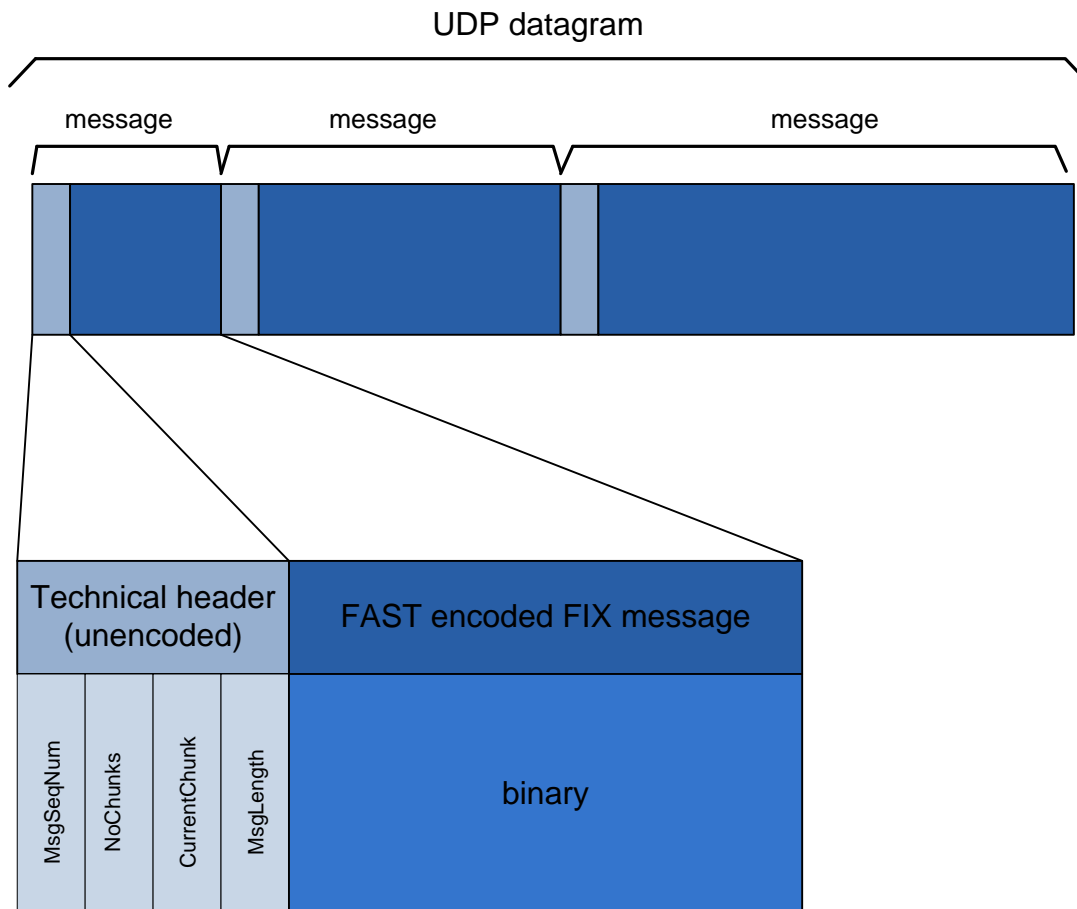 UDP datagram
message
message
message
Technical header
(unencoded)
FAST encoded FIX message
MsgSeqNum
NoChunks
CurrentChunk
MsgLength
binary